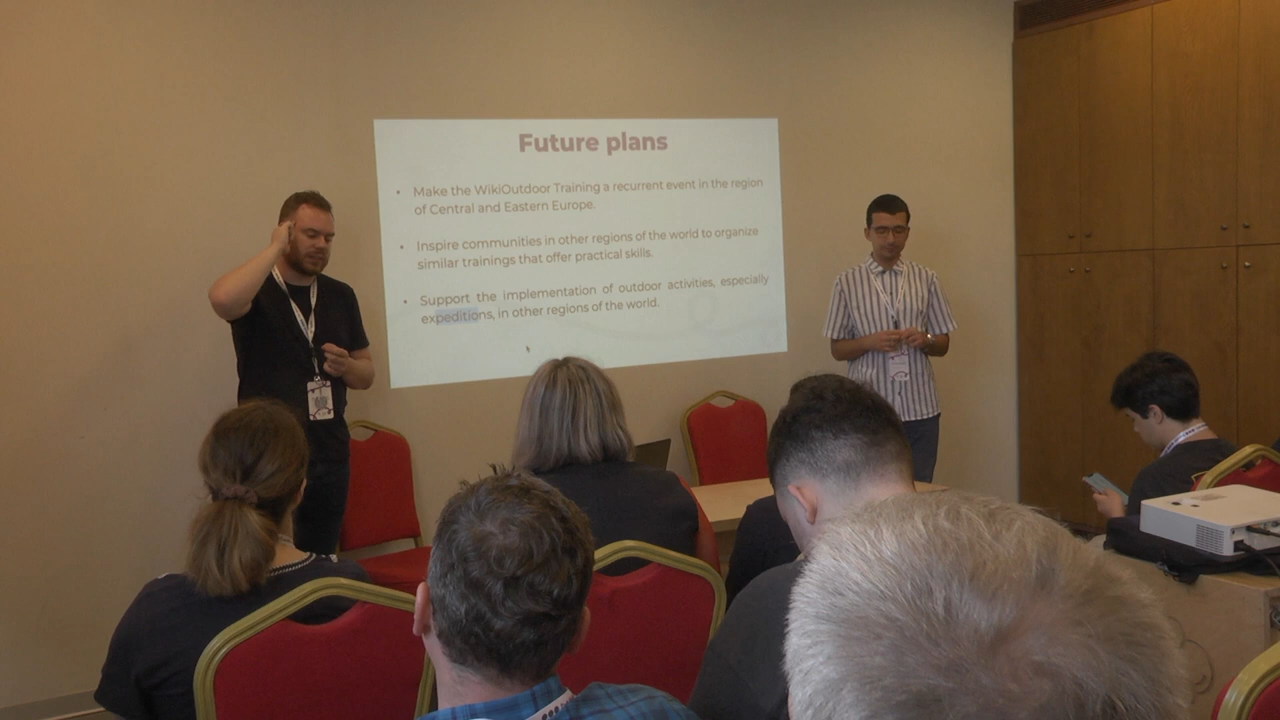 Future plans
• Make the WikiOutdoor Training a recurrent event in the region
of Central and Eastern Europe.
• Inspire communities in other regions of the world to organize
similar trainings that offer practical skills.
• Support the implementation of outdoor activities, especially
expeditions, in other regions of the world.